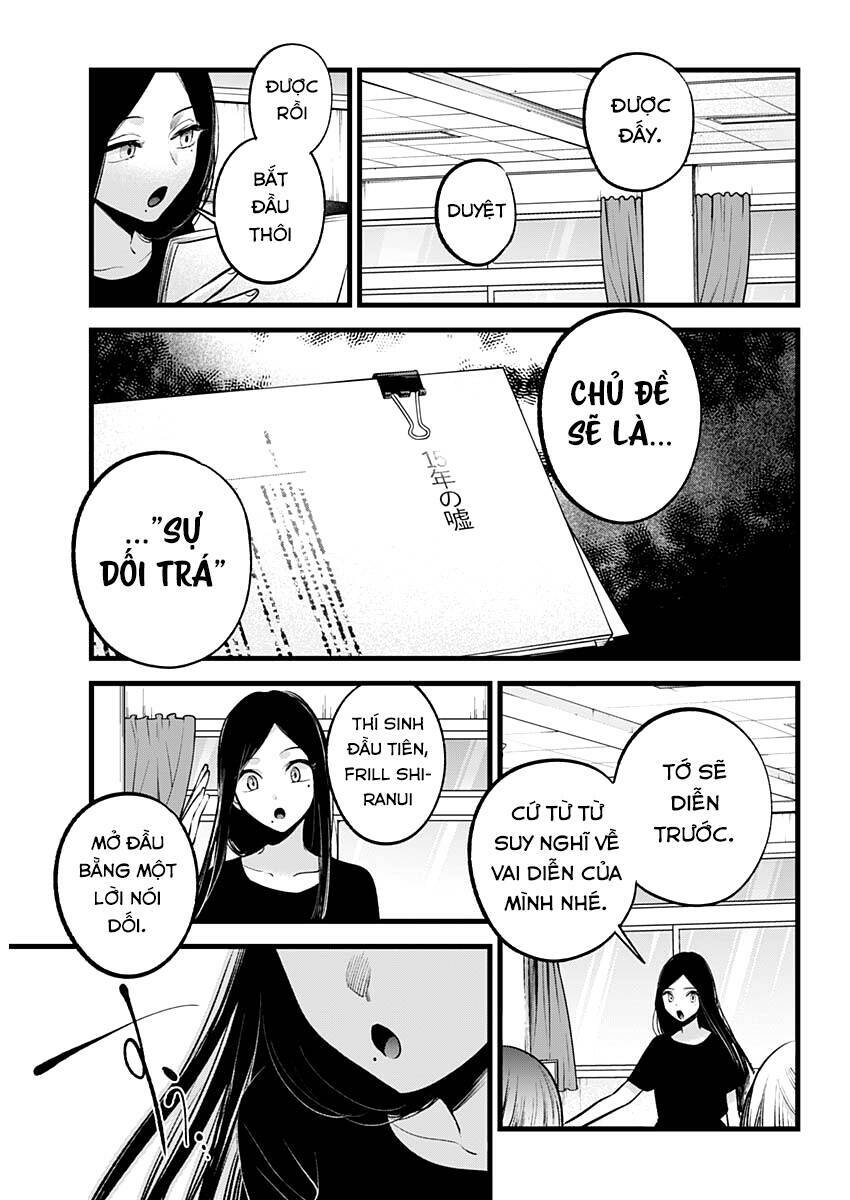 ĐƯỢC
ĐẤY.
DUYỆT
ĐƯỢC
RỒI
BẮT
ĐẦU
THÔI
CHỦ ĐỀ
SẼ LÀ...
15年の嘘
..."SỰ
DỐI TRÁ"
TỚ SẼ
DIỄN
TRƯỚC.
CỨ TỪ TỪ
SUY NGHĨ VỀ
VAI DIỄN CỦA
MÌNH NHÉ.
THÍ SINH
ĐẦU TIÊN,
FRILL SHI-
RANUI
MỞ ĐẦU
BẰNG MỘT
LỜI NÓI
DỐI.